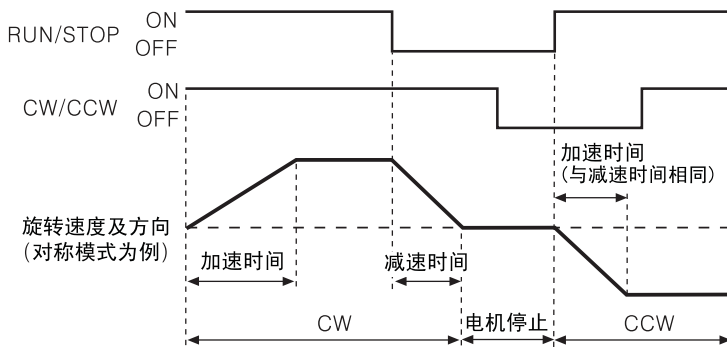 RUN/STOP
ON
OFF
CW/CCW
ON
OFF
加速时间
(与减速时间相同)
旋转速度及方向
(对称模式为例)
加速时间
减速时间
CW
电机停止
CCW